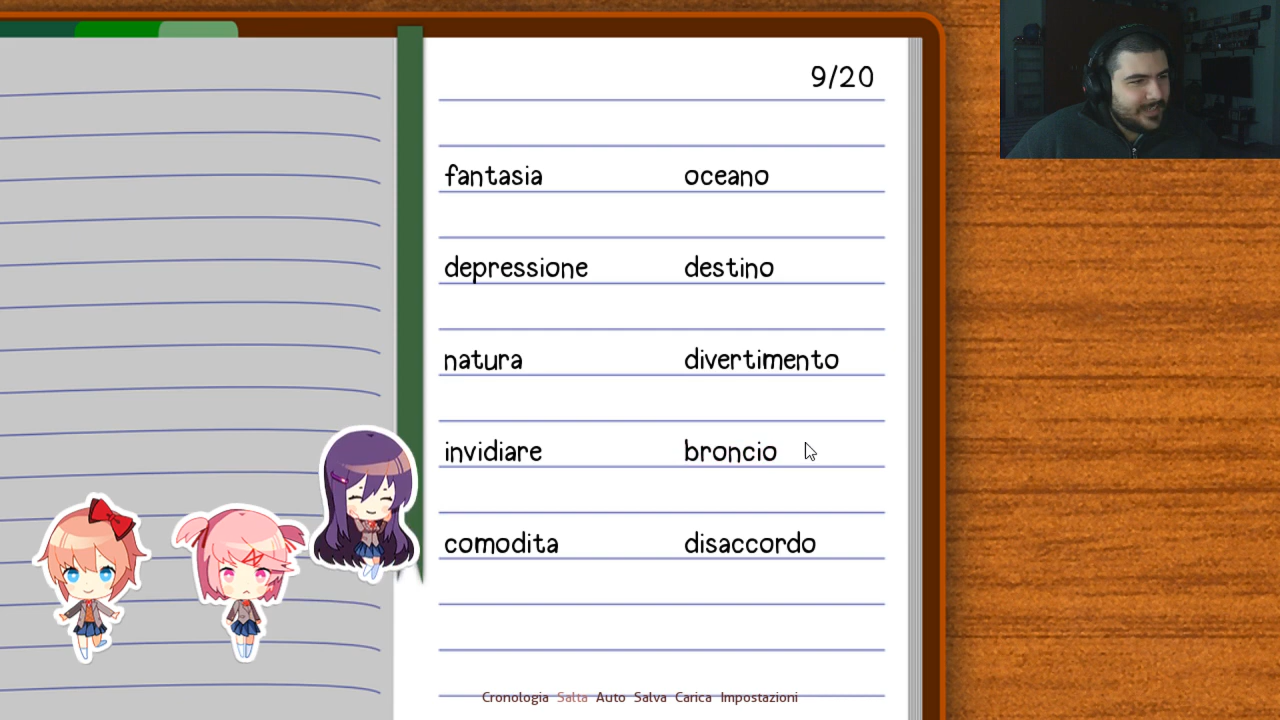 9/20
fantasia oceano
depressione destino
natura divertimento
invidiare broncio
comodita disaccordo
Cronologia Salta Auto Salva Carica Impostazioni